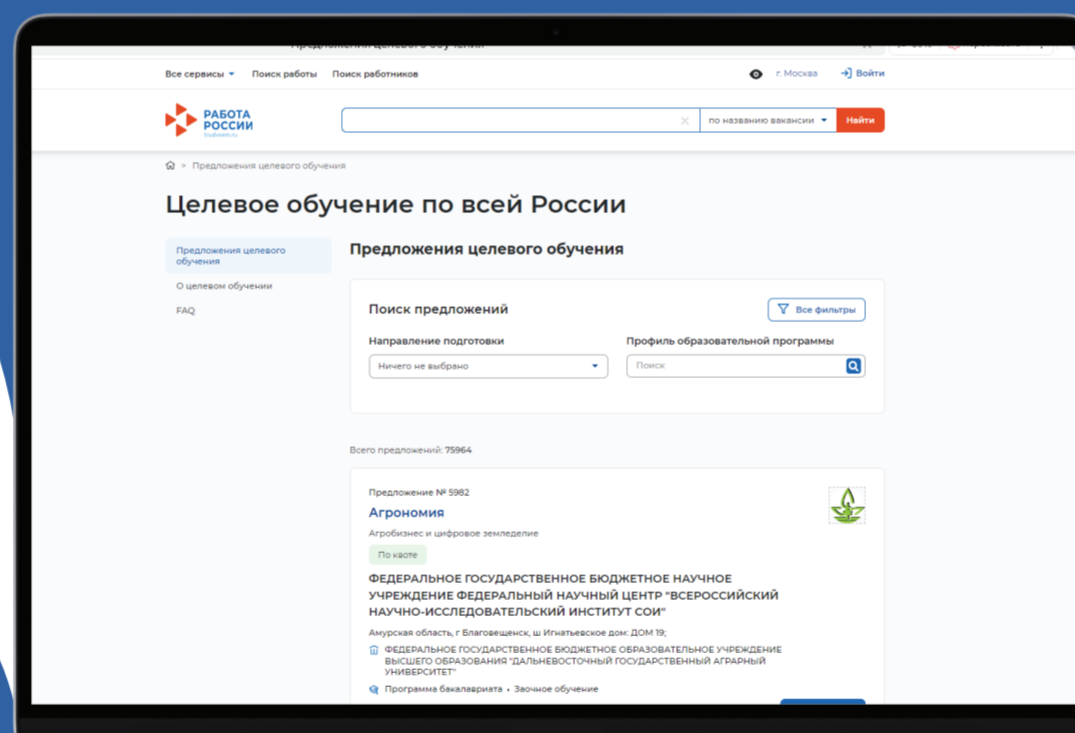 Все сервисы Поиск работы Поиск работников г. Москва Войти
РАБОТА
РОССИИ
trudvsem.ru
по названию вакансии Найти
> Предложения целевого обучения
Целевое обучение по всей России
Предложения целевого
обучения
О целевом обучении
FAQ
Предложения целевого обучения
Поиск предложений Все фильтры
Направление подготовки Профиль образовательной программы
Ничего не выбрано Поиск
Всего предложений: 75964
Предложение № 5982
Агрономия
Агробизнес и цифровое земледелие
По квоте
ФЕДЕРАЛЬНОЕ ГОСУДАРСТВЕННОЕ БЮДЖЕТНОЕ НАУЧНОЕ
УЧРЕЖДЕНИЕ ФЕДЕРАЛЬНЫЙ НАУЧНЫЙ ЦЕНТР "ВСЕРОССИЙСКИЙ
НАУЧНО-ИССЛЕДОВАТЕЛЬСКИЙ ИНСТИТУТ СОИ"
Амурская область, г Благовещенск, ш Игнатьевское дом: ДОМ 19;
ФЕДЕРАЛЬНОЕ ГОСУДАРСТВЕННОЕ БЮДЖЕТНОЕ ОБРАЗОВАТЕЛЬНОЕ УЧРЕЖДЕНИЕ
ВЫСШЕГО ОБРАЗОВАНИЯ "ДАЛЬНЕВОСТОЧНЫЙ ГОСУДАРСТВЕННЫЙ АГРАРНЫЙ
УНИВЕРСИТЕТ"
Программа бакалавриата • Заочное обучение